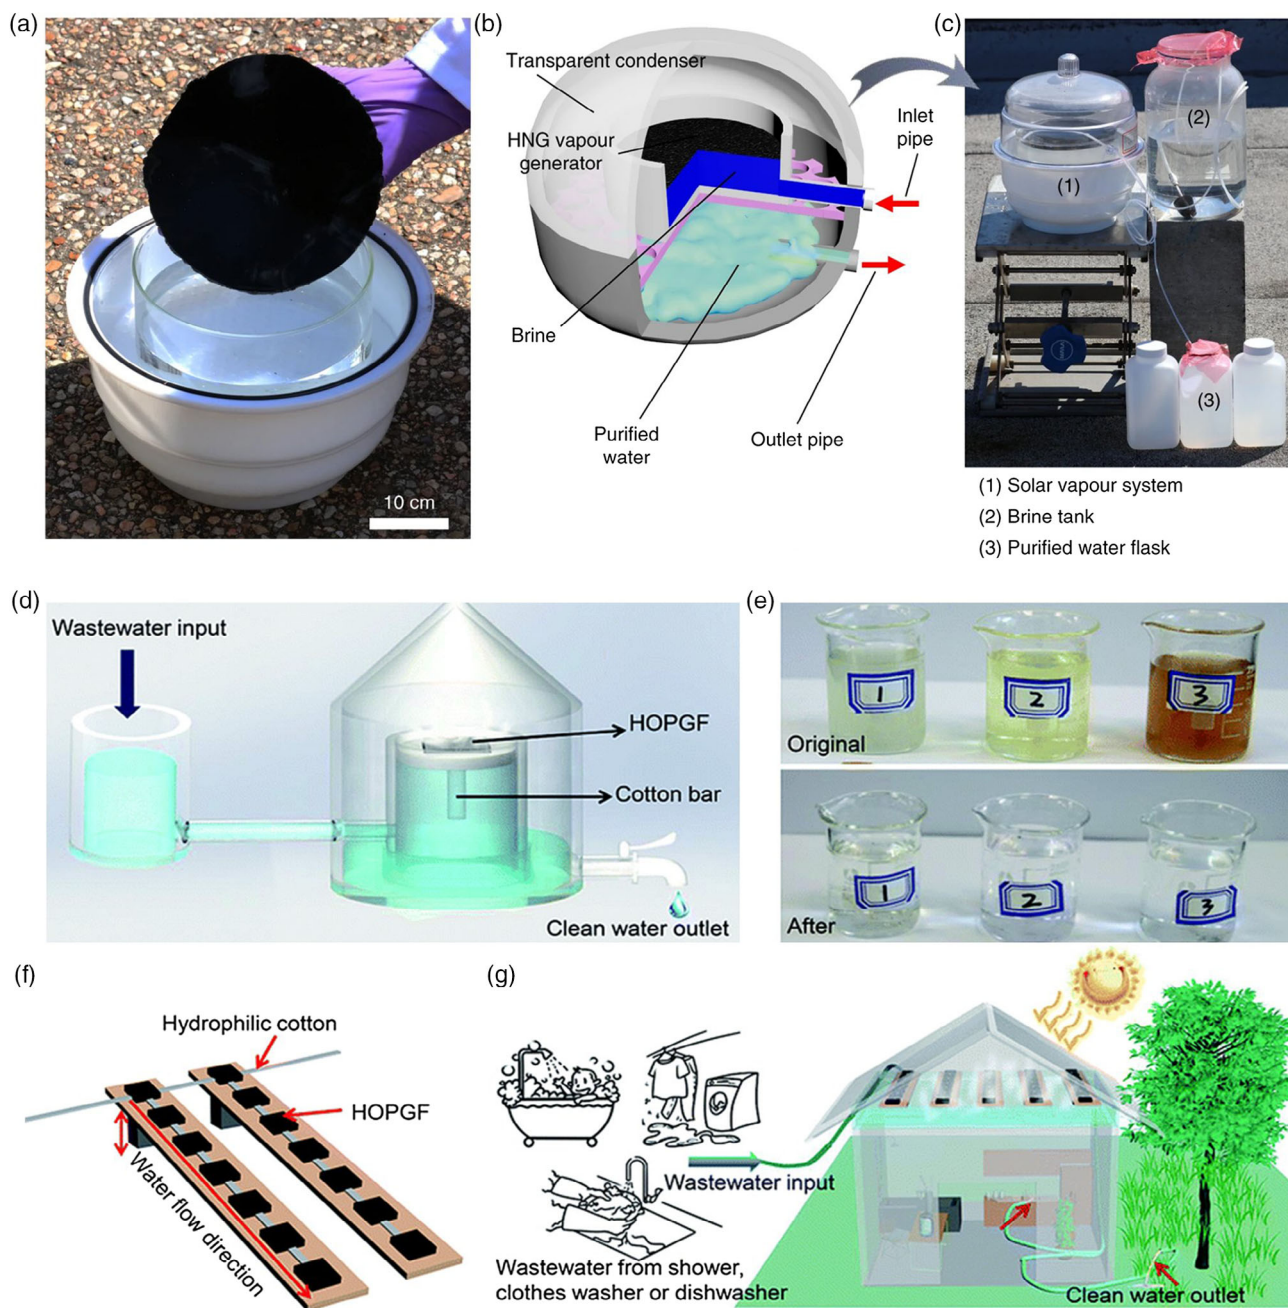 (a)
10 cm
(b)
Transparent condenser
HNG vapour
generator
Inlet
pipe
Brine
Purified
water
Outlet pipe
(c)
(2)
(1)
(3)
(1) Solar vapour system
(2) Brine tank
(3) Purified water flask
(d)
Wastewater input
HOPGF
Cotton bar
Clean water outlet
(e)
1
2
3
Original
1
2
3
After
(f)
Hydrophilic cotton
HOPGF
Water flow direction
(g)
Wastewater input
Wastewater from shower,
clothes washer or dishwasher
Clean water outlet